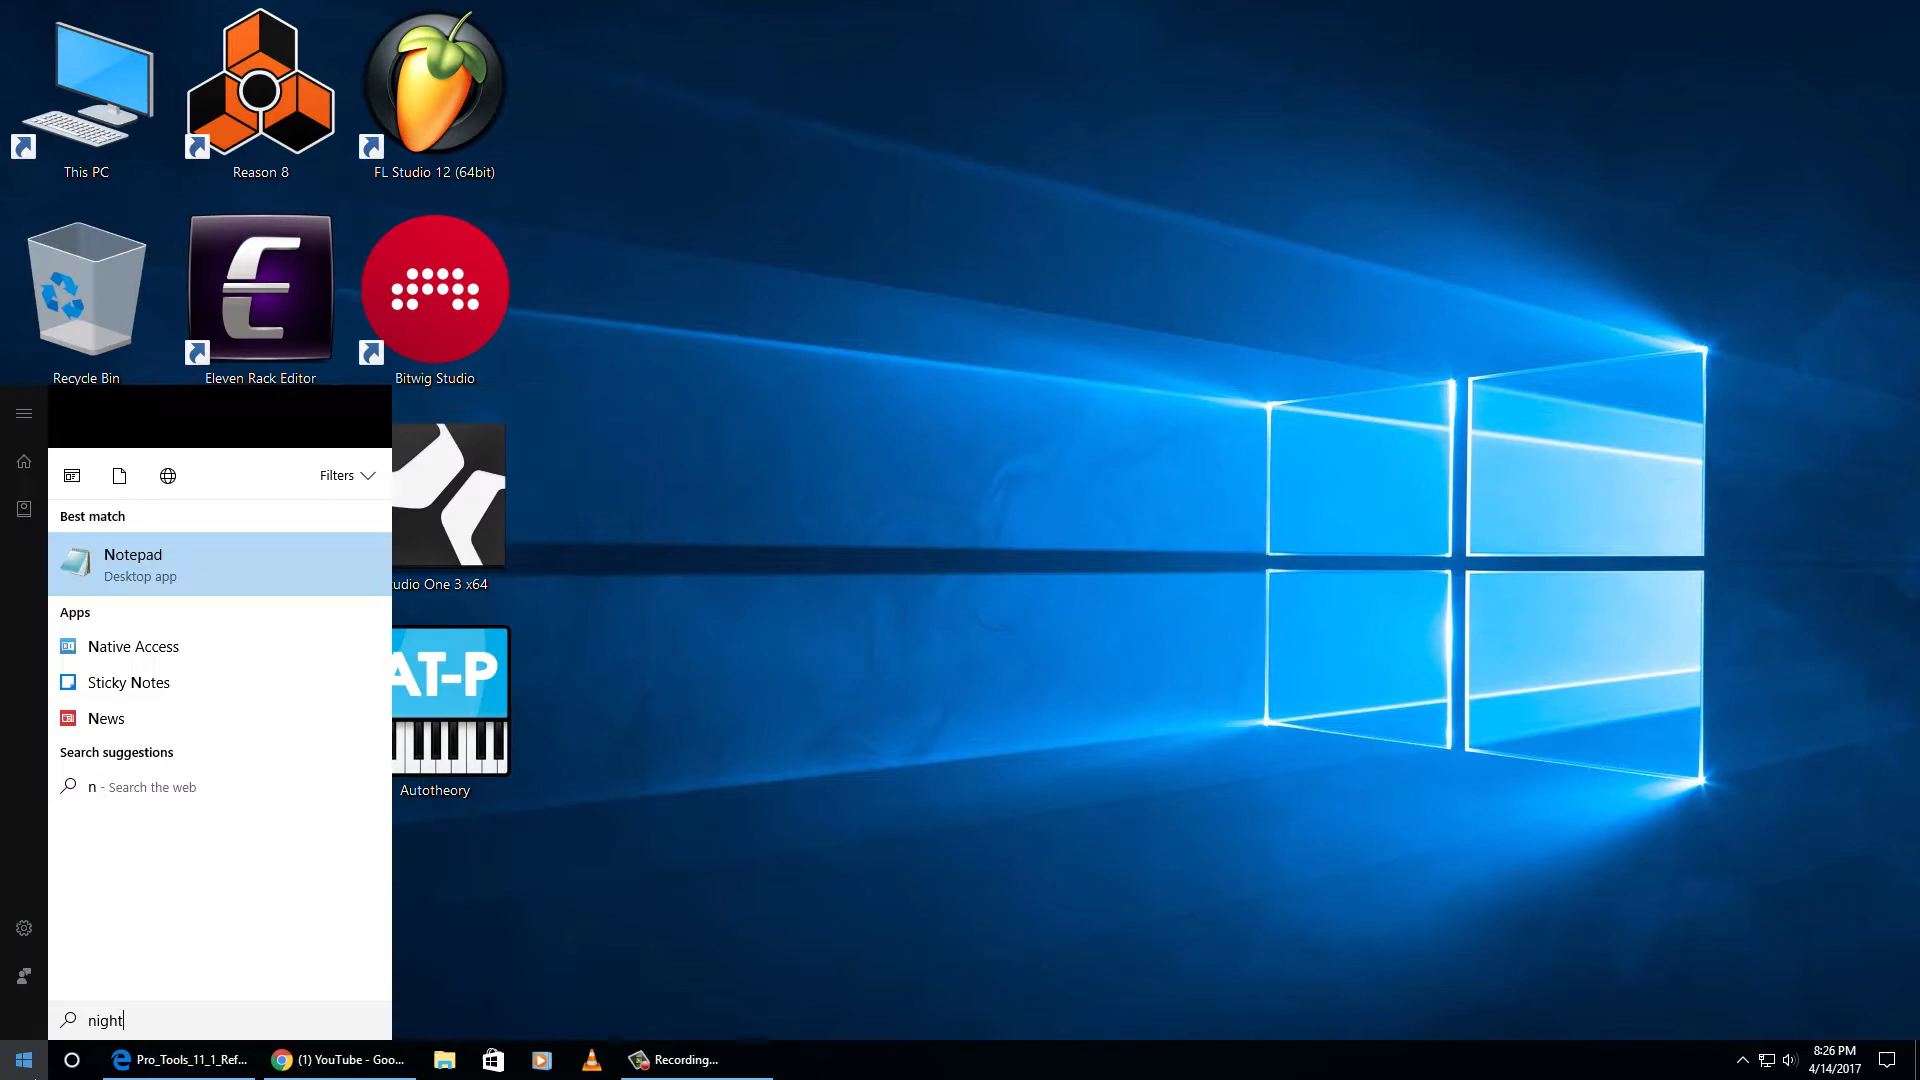 This PC
Reason 8
FL Studio 12 (64bit)
Recycle Bin
Eleven Rack Editor
Bitwig Studio
Filters
Best match
Notepad
Desktop app
Apps
Native Access
Sticky Notes
News
Search suggestions
n - Search the web
night
udio One 3 x64
AT-P
Autotheory
Pro_Tools_11_1_Ref...
(1) YouTube - Goo...
Recording...
8:26 PM
4/14/2017